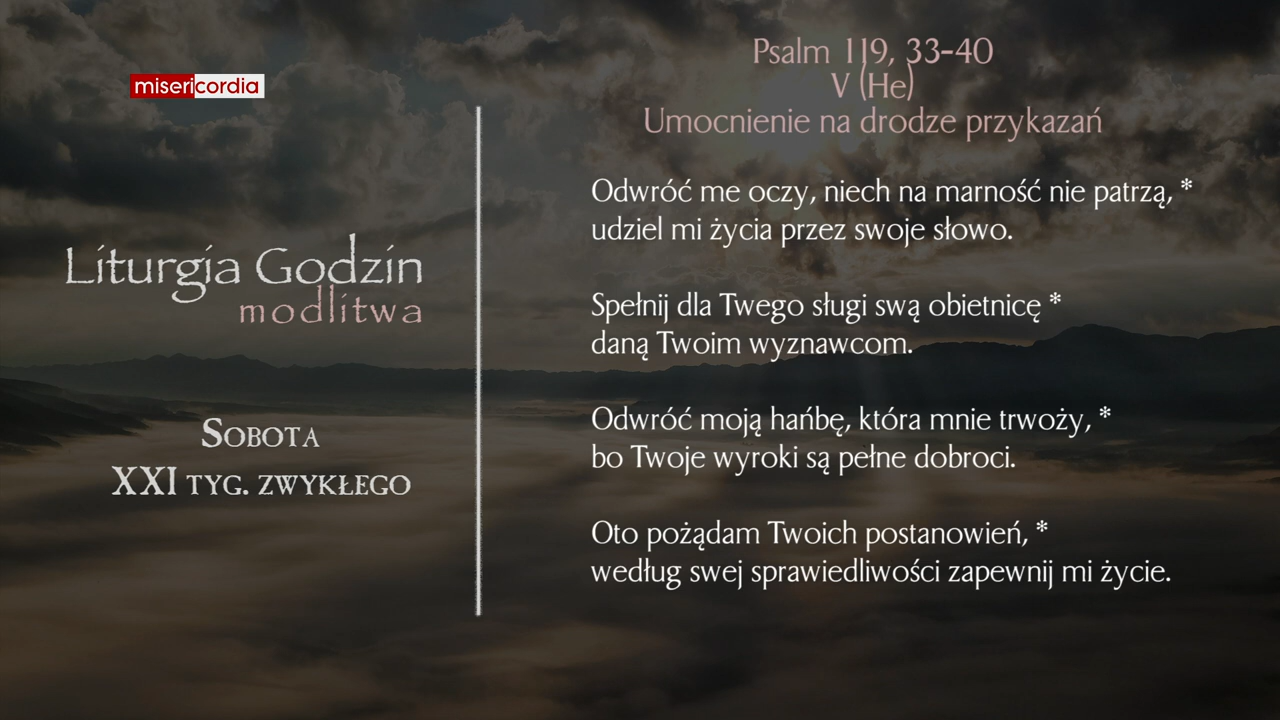 misericordia
Liturgia Godzin
modlitwa
Sobota
XXI tyg. zwykłego
Psalm 119, 33-40
V (He)
Umocnienie na drodze przykazań
Odwróć me oczy, niech na marność nie patrzą, *
udziel mi życia przez swoje słowo.
Spełnij dla Twego sługi swą obietnicę *
daną Twoim wyznawcom.
Odwróć moją hańbę, która mnie trwoży, *
bo Twoje wyroki są pełne dobroci.
Oto pożądam Twoich postanowień, *
według swej sprawiedliwości zapewnij mi życie.